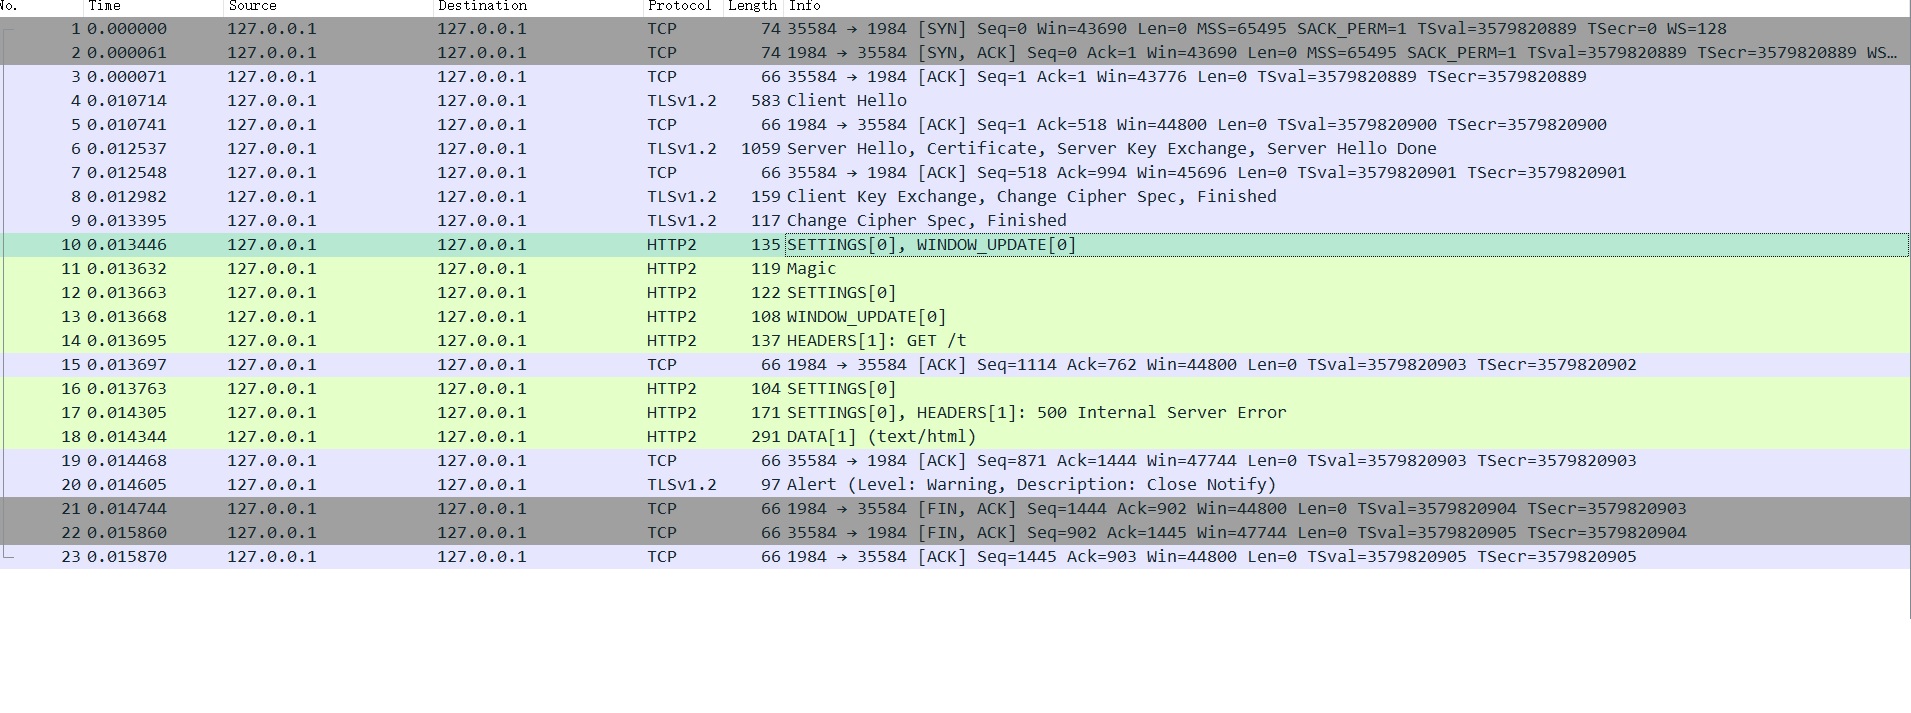 No. Time Source Destination Protocol Length Info
1 0.000000 127.0.0.1 127.0.0.1 TCP 74 35584 → 1984 [SYN] Seq=0 Win=43690 Len=0 MSS=65495 SACK_PERM=1 TSval=3579820889 TSecr=0 WS=128
2 0.000061 127.0.0.1 127.0.0.1 TCP 74 1984 → 35584 [SYN, ACK] Seq=0 Ack=1 Win=43690 Len=0 MSS=65495 SACK_PERM=1 TSval=3579820889 TSecr=3579820889 WS…
3 0.000071 127.0.0.1 127.0.0.1 TCP 66 35584 → 1984 [ACK] Seq=1 Ack=1 Win=43776 Len=0 TSval=3579820889 TSecr=3579820889
4 0.010714 127.0.0.1 127.0.0.1 TLSv1.2 583 Client Hello
5 0.010741 127.0.0.1 127.0.0.1 TCP 66 1984 → 35584 [ACK] Seq=1 Ack=518 Win=44800 Len=0 TSval=3579820900 TSecr=3579820900
6 0.012537 127.0.0.1 127.0.0.1 TLSv1.2 1059 Server Hello, Certificate, Server Key Exchange, Server Hello Done
7 0.012548 127.0.0.1 127.0.0.1 TCP 66 35584 → 1984 [ACK] Seq=518 Ack=994 Win=45696 Len=0 TSval=3579820901 TSecr=3579820901
8 0.012982 127.0.0.1 127.0.0.1 TLSv1.2 159 Client Key Exchange, Change Cipher Spec, Finished
9 0.013395 127.0.0.1 127.0.0.1 TLSv1.2 117 Change Cipher Spec, Finished
10 0.013446 127.0.0.1 127.0.0.1 HTTP2 135 SETTINGS[0], WINDOW_UPDATE[0]
11 0.013632 127.0.0.1 127.0.0.1 HTTP2 119 Magic
12 0.013663 127.0.0.1 127.0.0.1 HTTP2 122 SETTINGS[0]
13 0.013668 127.0.0.1 127.0.0.1 HTTP2 108 WINDOW_UPDATE[0]
14 0.013695 127.0.0.1 127.0.0.1 HTTP2 137 HEADERS[1]: GET /t
15 0.013697 127.0.0.1 127.0.0.1 TCP 66 1984 → 35584 [ACK] Seq=1114 Ack=762 Win=44800 Len=0 TSval=3579820903 TSecr=3579820902
16 0.013763 127.0.0.1 127.0.0.1 HTTP2 104 SETTINGS[0]
17 0.014305 127.0.0.1 127.0.0.1 HTTP2 171 SETTINGS[0], HEADERS[1]: 500 Internal Server Error
18 0.014344 127.0.0.1 127.0.0.1 HTTP2 291 DATA[1] (text/html)
19 0.014468 127.0.0.1 127.0.0.1 TCP 66 35584 → 1984 [ACK] Seq=871 Ack=1444 Win=47744 Len=0 TSval=3579820903 TSecr=3579820903
20 0.014605 127.0.0.1 127.0.0.1 TLSv1.2 97 Alert (Level: Warning, Description: Close Notify)
21 0.014744 127.0.0.1 127.0.0.1 TCP 66 1984 → 35584 [FIN, ACK] Seq=1444 Ack=902 Win=44800 Len=0 TSval=3579820904 TSecr=3579820903
22 0.015860 127.0.0.1 127.0.0.1 TCP 66 35584 → 1984 [FIN, ACK] Seq=902 Ack=1445 Win=47744 Len=0 TSval=3579820905 TSecr=3579820904
23 0.015870 127.0.0.1 127.0.0.1 TCP 66 1984 → 35584 [ACK] Seq=1445 Ack=903 Win=44800 Len=0 TSval=3579820905 TSecr=3579820905